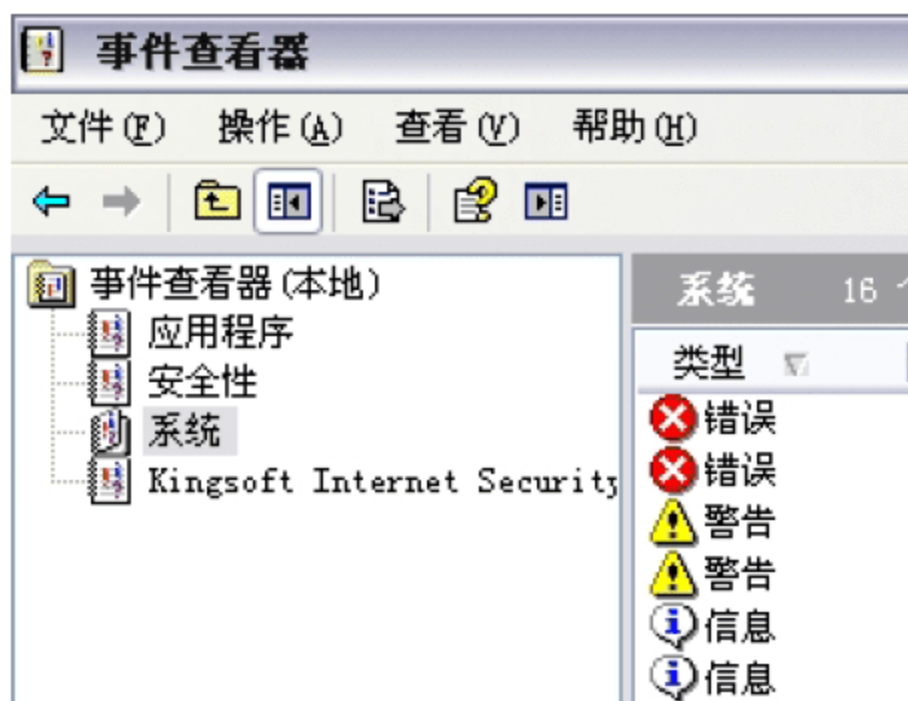 事件查看器
文件(F) 操作(A) 查看(V) 帮助(H)
事件查看器(本地)
应用程序
安全性
系统
Kingsoft Internet Security
系统 16
类型
错误
错误
警告
警告
信息
信息